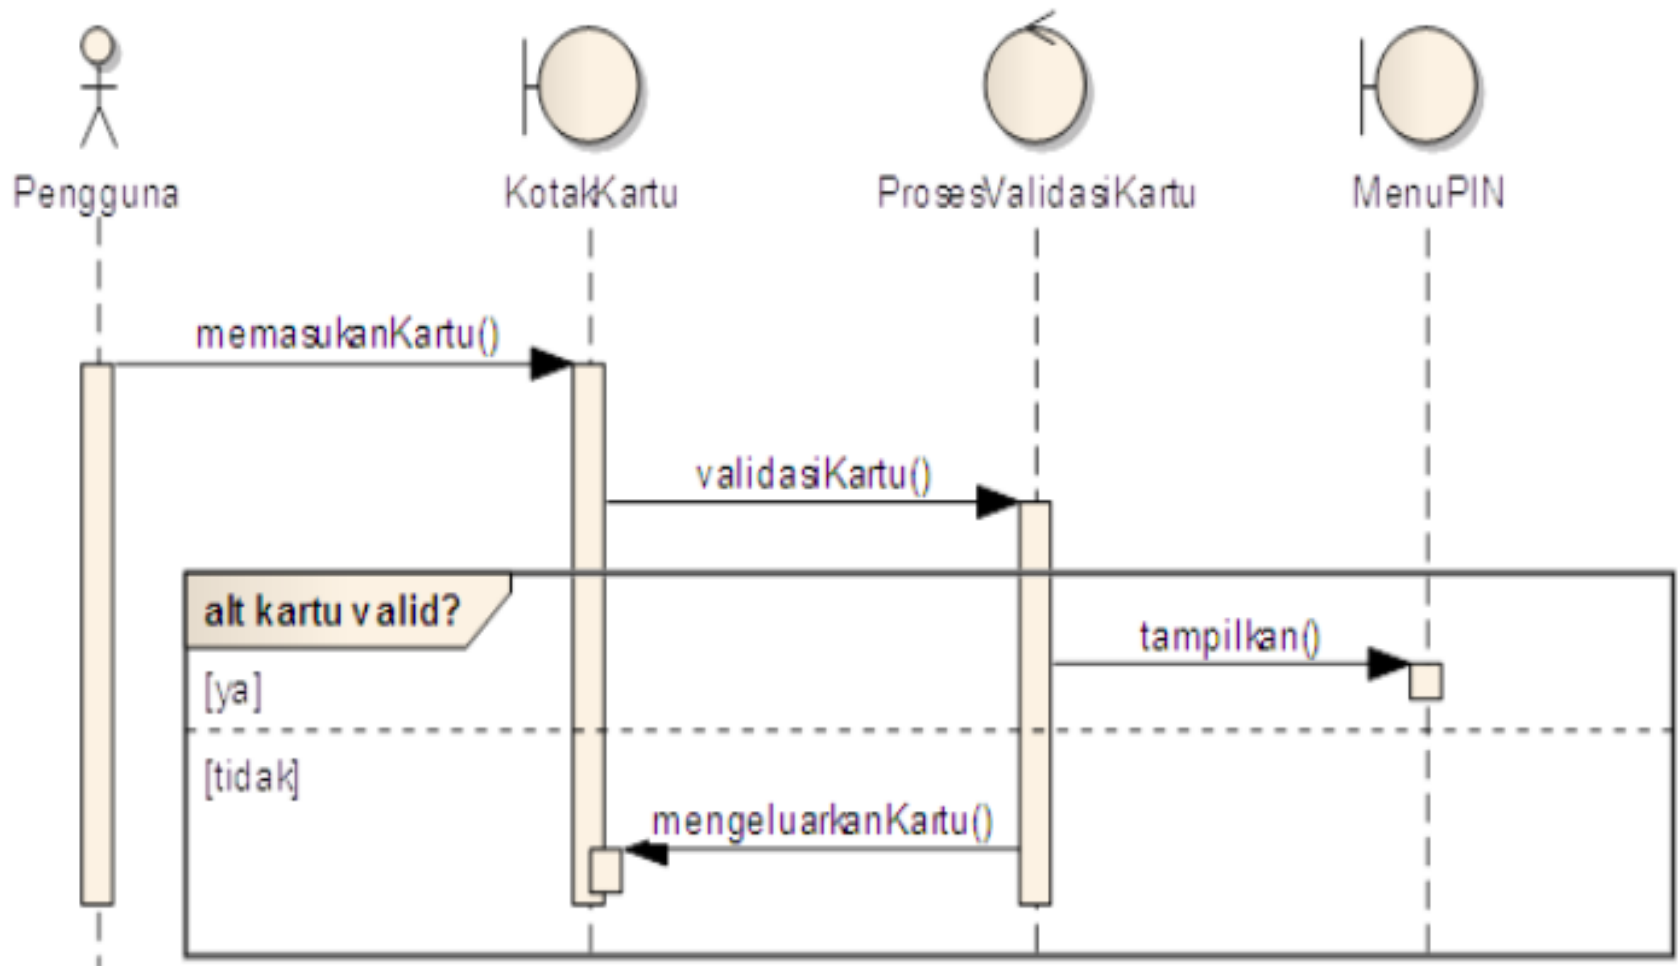 Pengguna
KotakKartu
ProsesValidasiKartu
MenuPIN
memasukanKartu()
validasiKartu()
alt kartu valid?
tampilkan()
[ya]
[tidak]
mengeluarkanKartu()